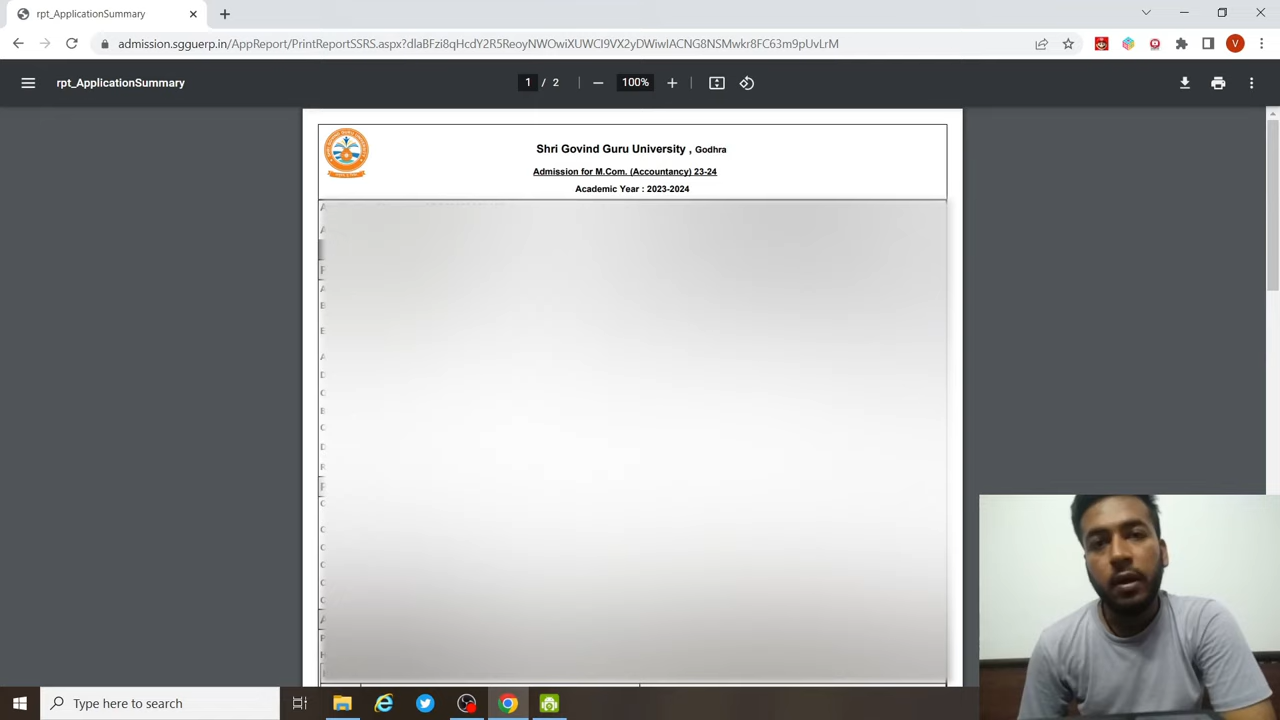 rpt_ApplicationSummary
admission.sgguerp.in/AppReport/PrintReportSSRS.aspx?dlaBFzi8qHcdY2R5RroyNWOwiXUWCI9VX2yDWiwIACNG8NSMwkr8FC63m9pUvLrM
V
rpt_ApplicationSummary
1 / 2
100%
Shri Govind Guru University , Godhra
Admission for M.Com. (Accountancy) 23-24
Academic Year : 2023-2024
Type here to search